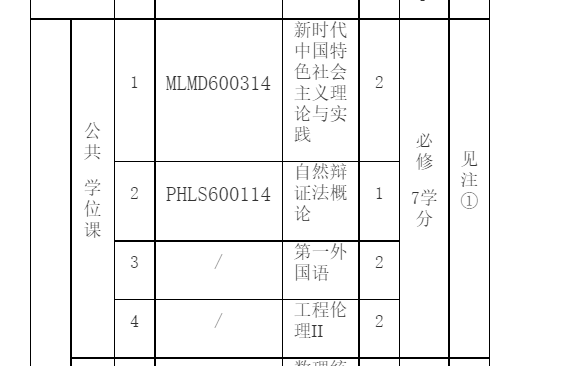 公共 学位课
1
MLMD600314
新时代
中国特
色社会
主义理
论与实
践
2
必修
7学分
见注①
2
PHLS600114
自然辩
证法概
论
1
3
/
第一外
国语
2
4
/
工程伦
理II
2